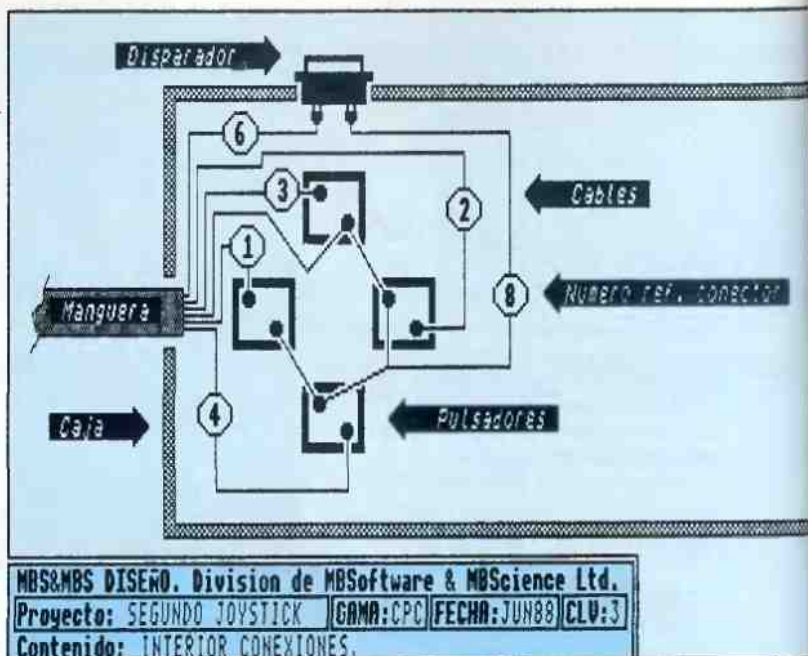 Disparador
6
3
2
Cables
1
8
Numero ref. conector
Manguera
4
Caja
Pulsadores
MBS&MBS DISEÑO. Division de MBSoftware & MBScience Ltd.
Proyecto: SEGUNDO JOYSTICK GAMA:CPC FECHA:JUN88 CLV:3
Contenido: INTERIOR CONEXIONES.